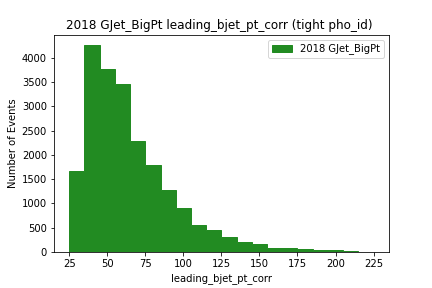 2018 GJet_BigPt leading_bjet_pt_corr (tight pho_id)
2018 GJet_BigPt
Number of Events
4000
3500
3000
2500
2000
1500
1000
500
0
25 50 75 100 125 150 175 200 225
leading_bjet_pt_corr